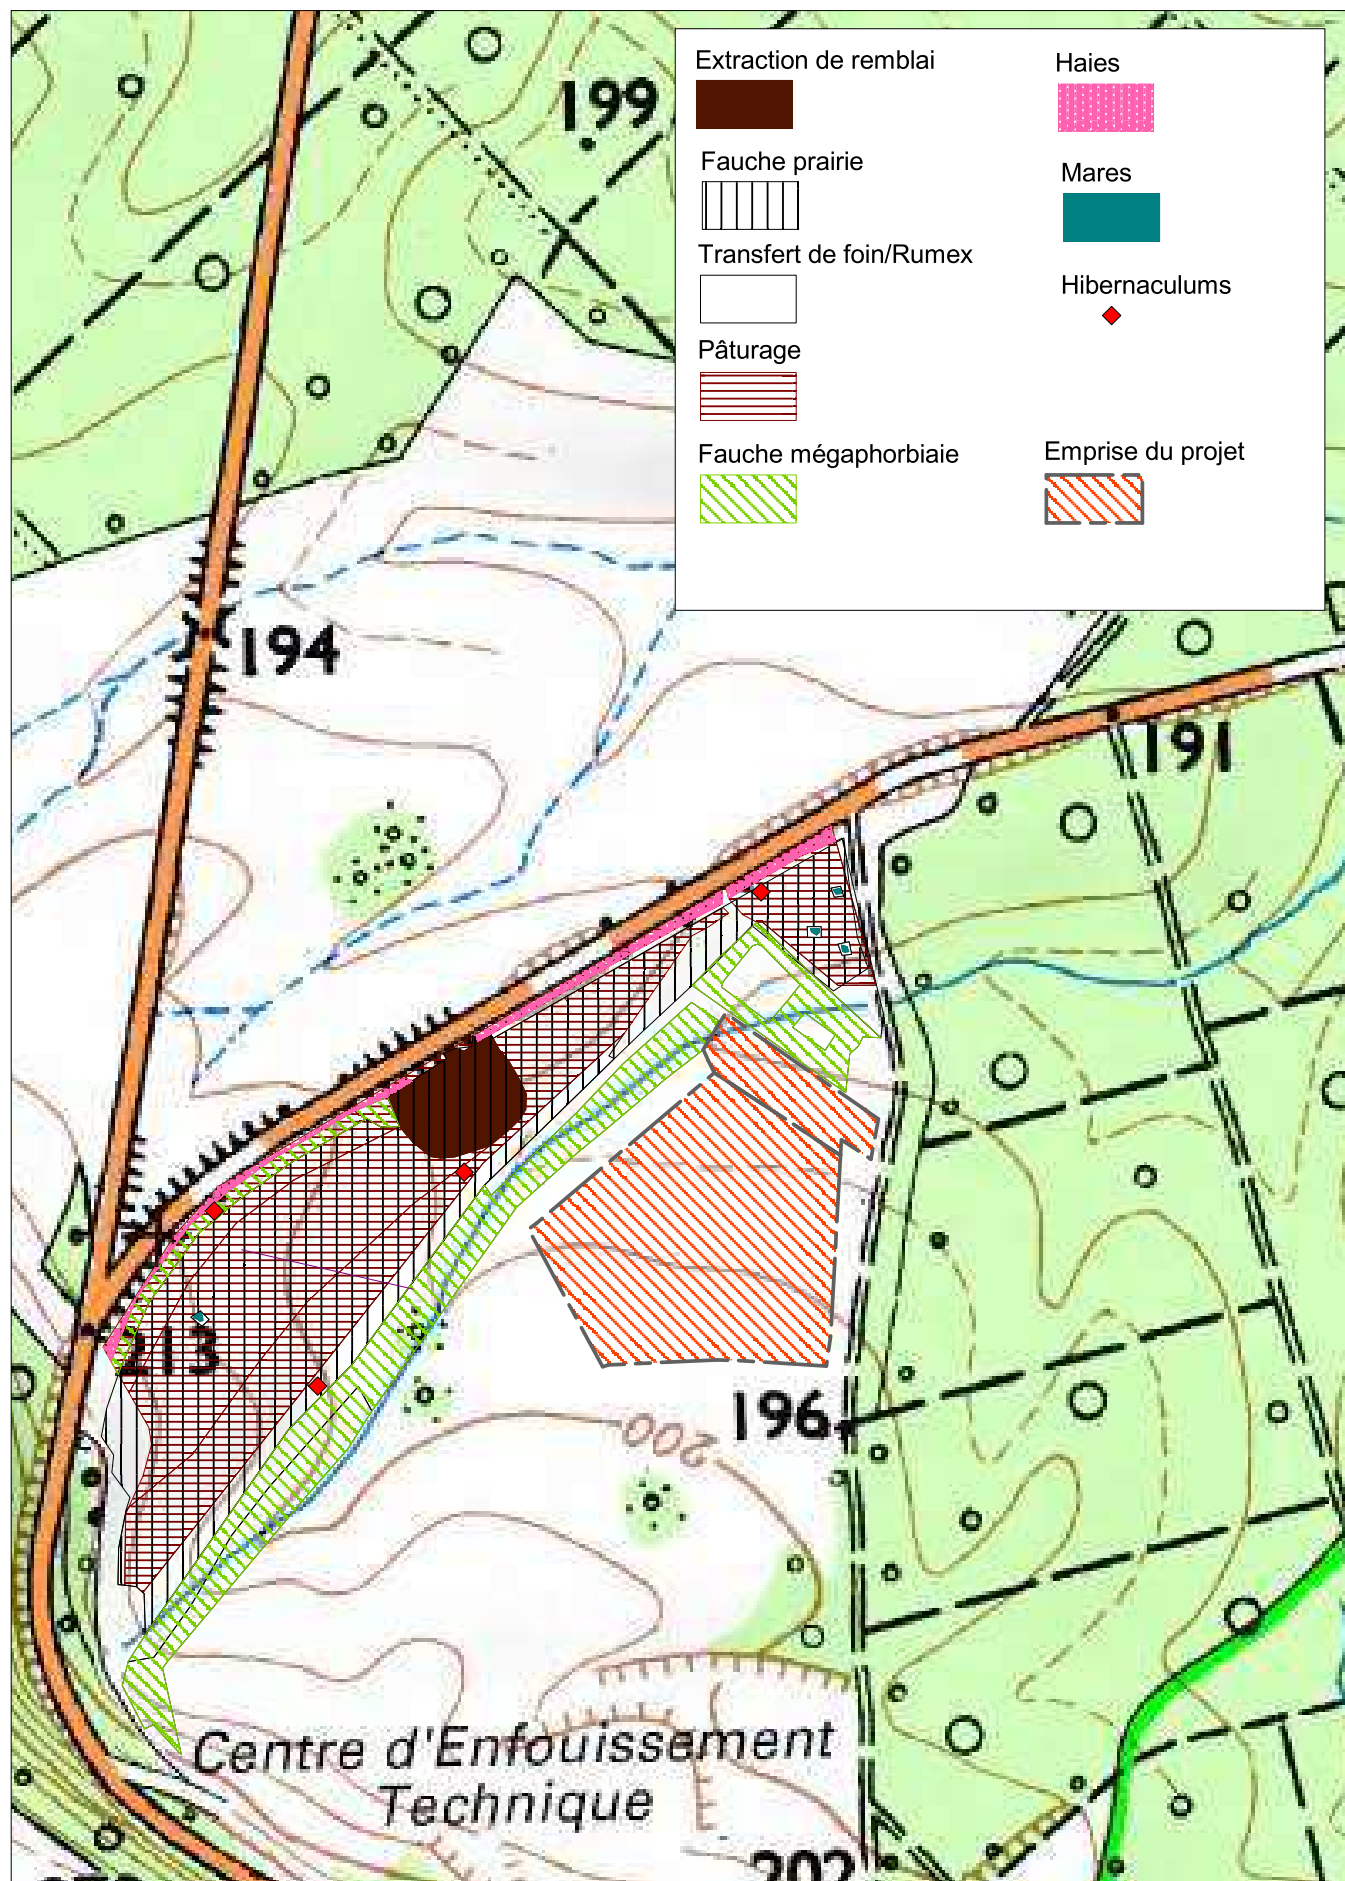 Extraction de remblai
Haies
Fauche prairie
Mares
Transfert de foin/Rumex
Hibernaculums
Pâturage
Fauche mégaphorbiaie
Emprise du projet
199
194
191
213
196
200
Centre d'Enfouissement
Technique
202